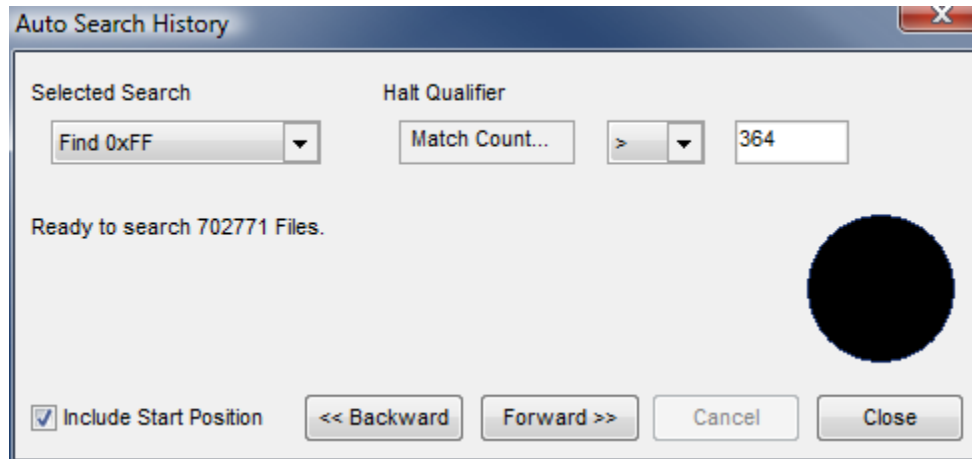 Auto Search History
Selected Search Halt Qualifier
Find 0xFF Match Count... > 364
Ready to search 702771 Files.
Include Start Position << Backward Forward >> Cancel Close